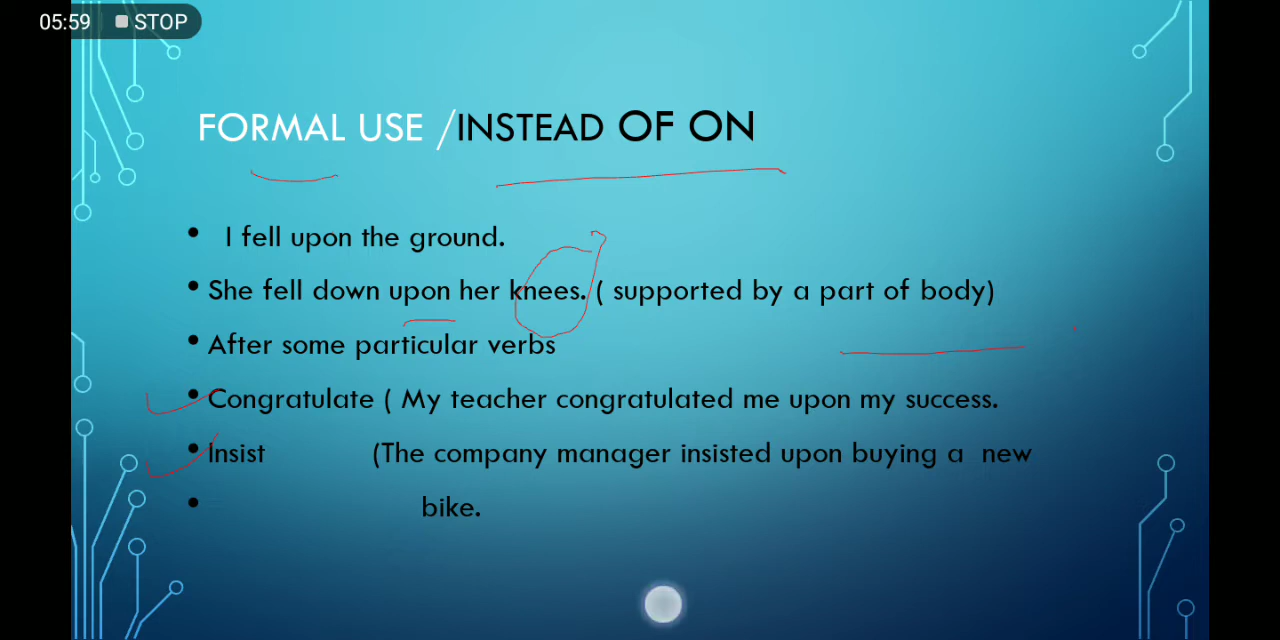 05:59 STOP
FORMAL USE /INSTEAD OF ON
• I fell upon the ground.
• She fell down upon her knees. ( supported by a part of body)
• After some particular verbs
• Congratulate ( My teacher congratulated me upon my success.
• Insist (The company manager insisted upon buying a new
• bike.